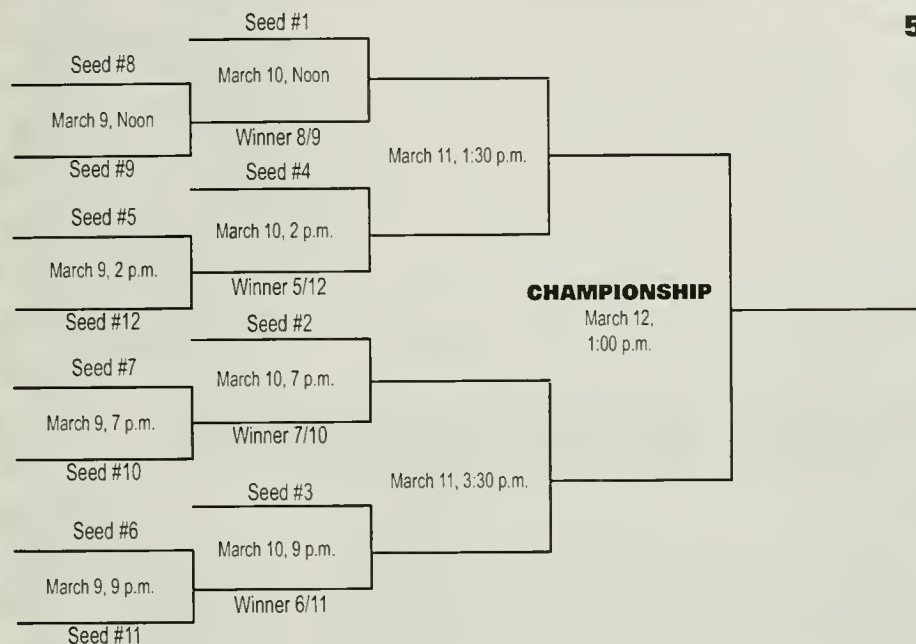 5
Seed #1
Seed #8
March 10, Noon
March 9, Noon
Winner 8/9
Seed #9
March 11, 1:30 p.m.
Seed #4
Seed #5
March 10, 2 p.m.
March 9, 2 p.m.
Winner 5/12
Seed #12
CHAMPIONSHIP
March 12,
1:00 p.m.
Seed #2
Seed #7
March 10, 7 p.m.
March 9, 7 p.m.
Winner 7/10
Seed #10
March 11, 3:30 p.m.
Seed #3
Seed #6
March 10, 9 p.m.
March 9, 9 p.m.
Winner 6/11
Seed #11